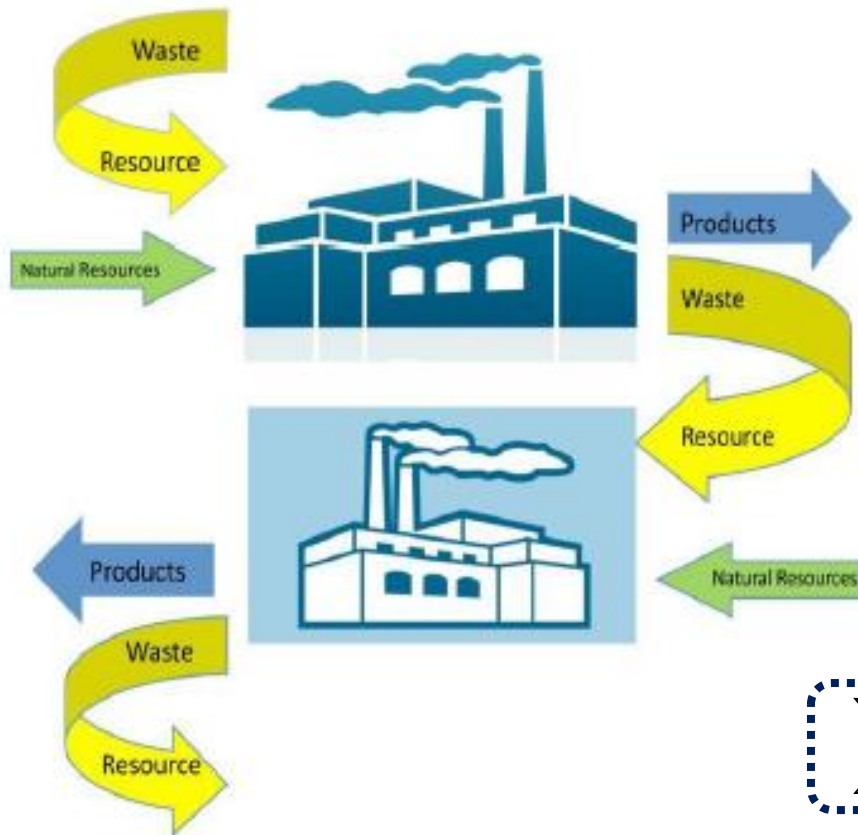 Waste
Resource
Natural Resources
Products
Waste
Resource
Products
Natural Resources
Waste
Resource